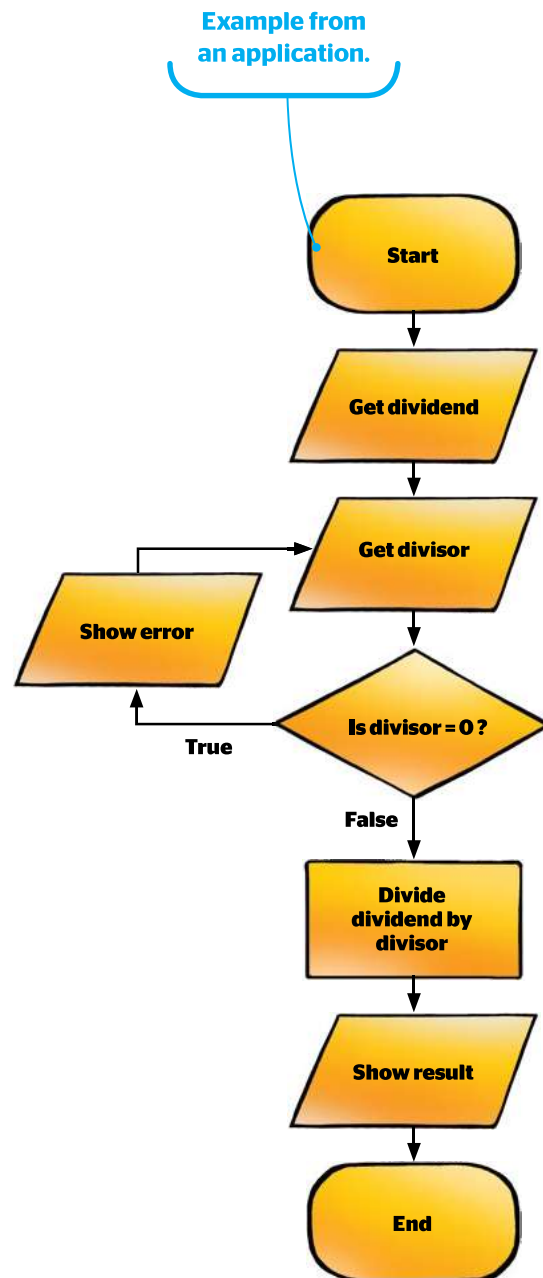 Example from
an application.
Start
Get dividend
Get divisor
Show error
Is divisor = 0 ?
True
False
Divide
dividend by
divisor
Show result
End